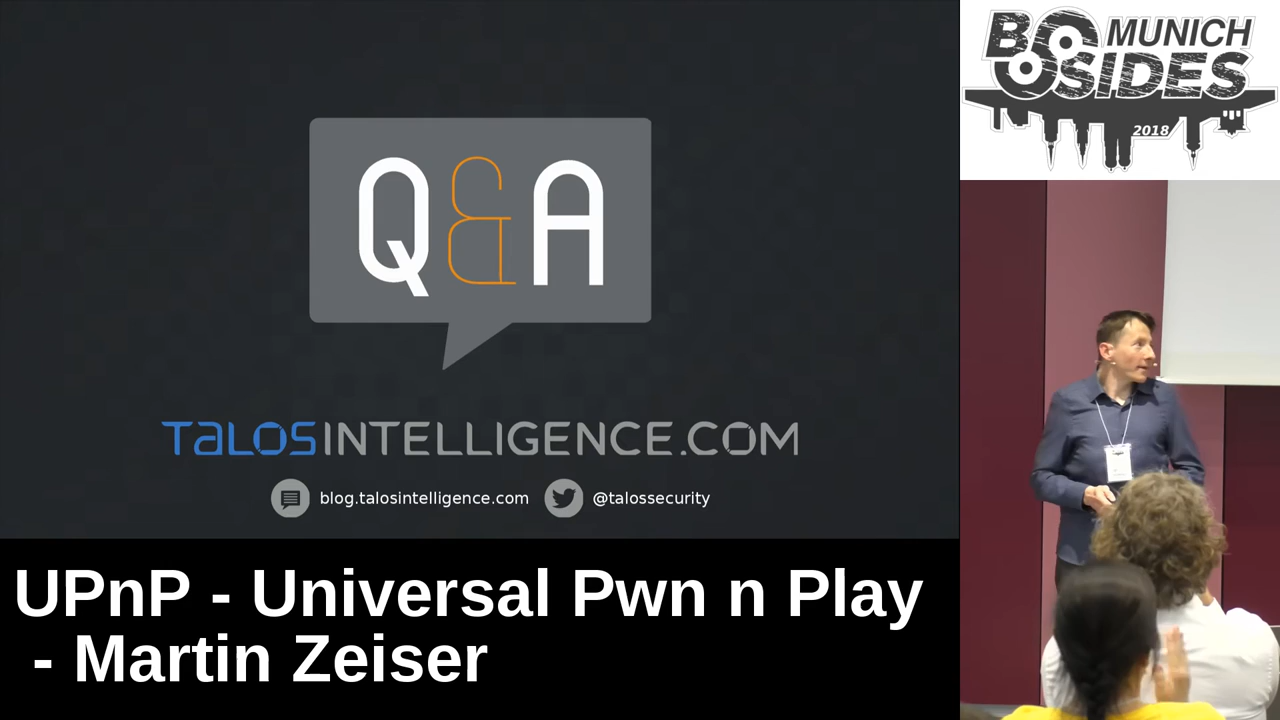 Q&A
TALOSINTELLIGENCE.COM
blog.talosintelligence.com
@talossecurity
UPnP - Universal Pwn n Play
- Martin Zeiser
BSIDES
MUNICH
2018